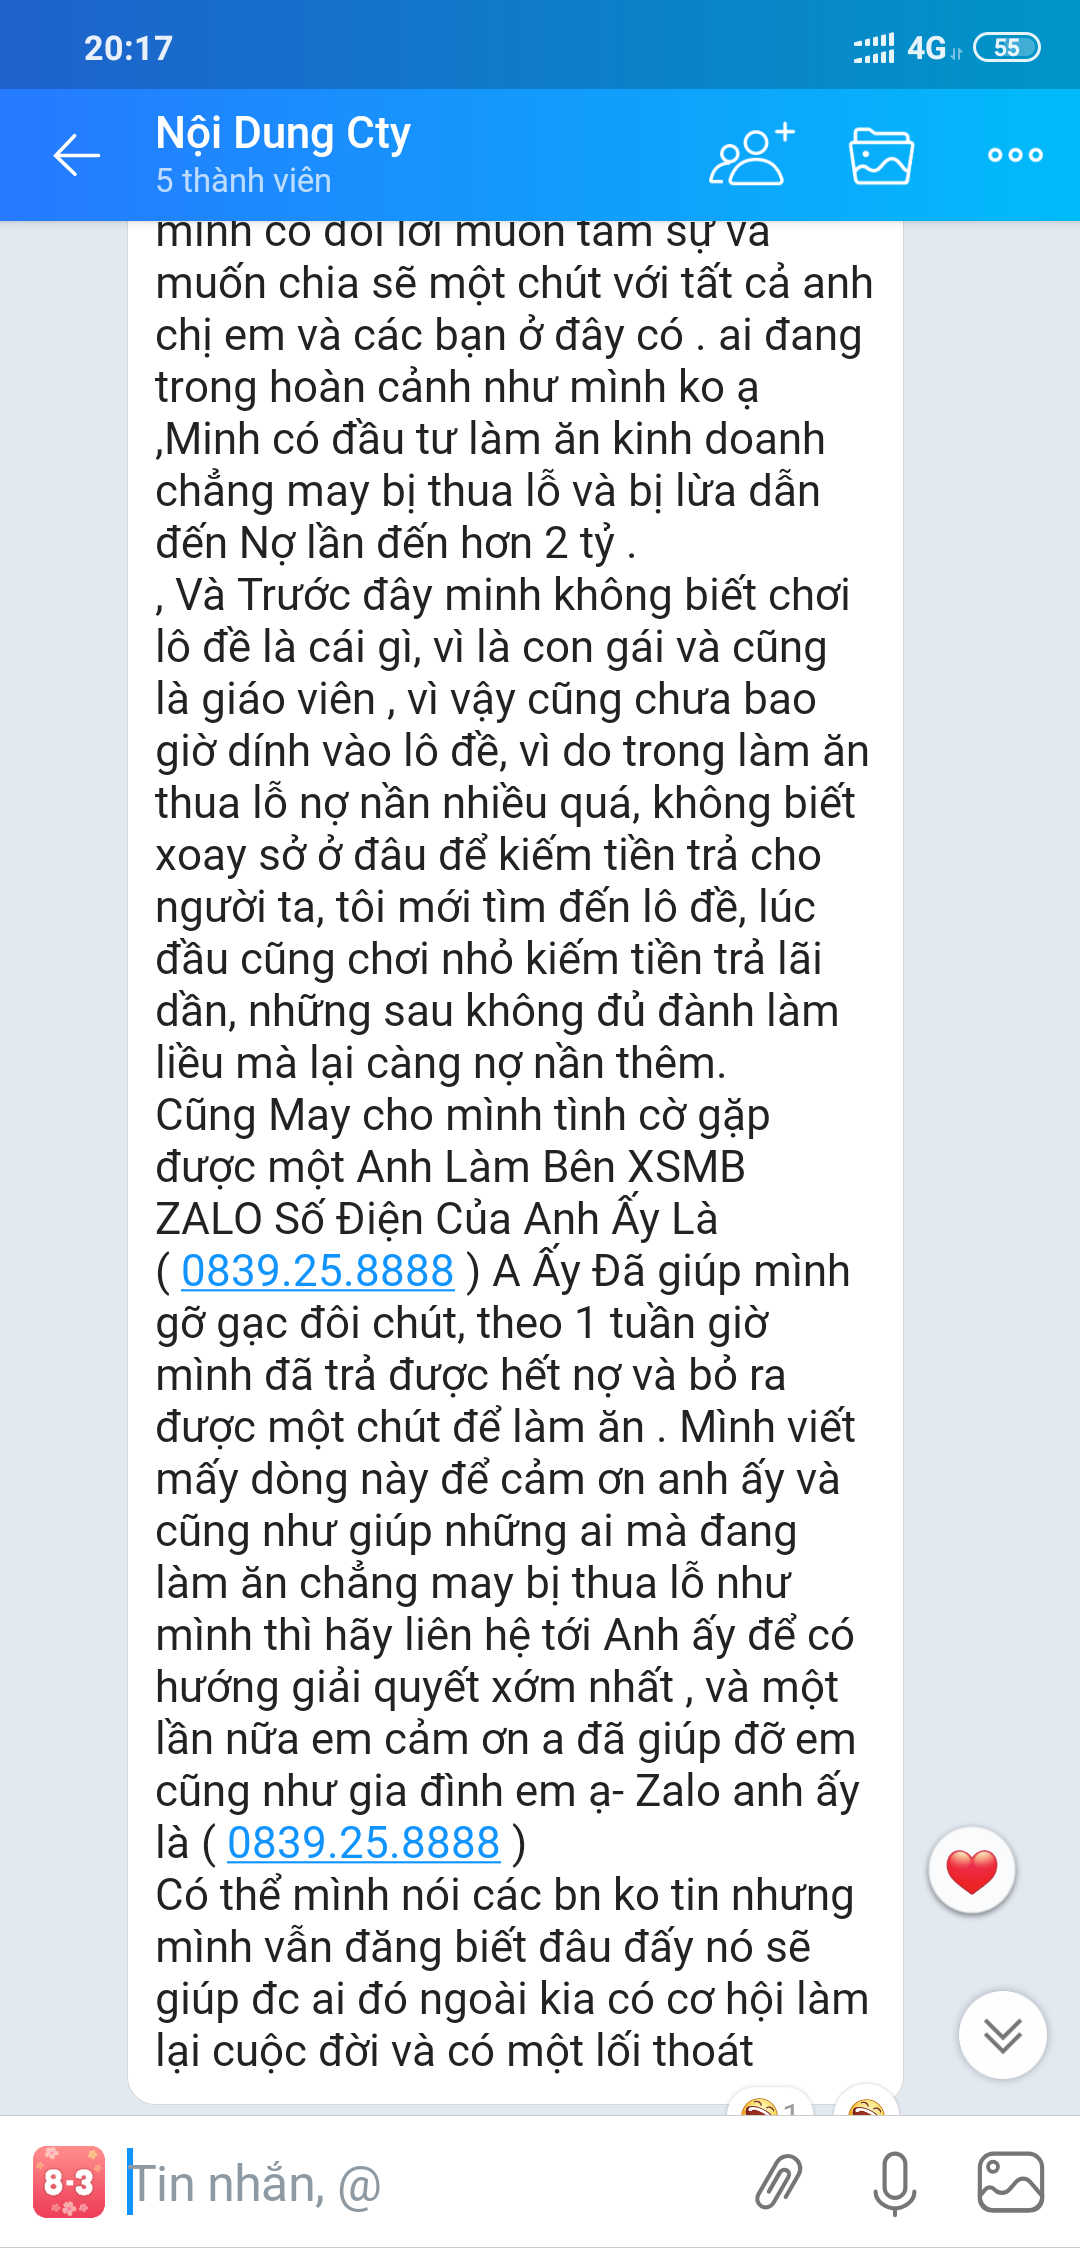 20:17
4G
55
Nội Dung Cty
5 thành viên
mình có đôi lời muốn tâm sự và
muốn chia sẽ một chút với tất cả anh
chị em và các bạn ở đây có . ai đang
trong hoàn cảnh như mình ko ạ
,Minh có đầu tư làm ăn kinh doanh
chẳng may bị thua lỗ và bị lừa dẫn
đến Nợ lần đến hơn 2 tỷ .
, Và Trước đây minh không biết chơi
lô đề là cái gì, vì là con gái và cũng
là giáo viên , vì vậy cũng chưa bao
giờ dính vào lô đề, vì do trong làm ăn
thua lỗ nợ nần nhiều quá, không biết
xoay sở ở đâu để kiếm tiền trả cho
người ta, tôi mới tìm đến lô đề, lúc
đầu cũng chơi nhỏ kiếm tiền trả lãi
dần, những sau không đủ đành làm
liều mà lại càng nợ nần thêm.
Cũng May cho mình tình cờ gặp
được một Anh Làm Bên XSMB
ZALO Số Điện Của Anh Ấy Là
( 0839.25.8888 ) A Ấy Đã giúp mình
gỡ gạc đôi chút, theo 1 tuần giờ
mình đã trả được hết nợ và bỏ ra
được một chút để làm ăn . Mình viết
mấy dòng này để cảm ơn anh ấy và
cũng như giúp những ai mà đang
làm ăn chẳng may bị thua lỗ như
mình thì hãy liên hệ tới Anh ấy để có
hướng giải quyết xớm nhất , và một
lần nữa em cảm ơn a đã giúp đỡ em
cũng như gia đình em ạ- Zalo anh ấy
là ( 0839.25.8888 )
Có thể mình nói các bn ko tin nhưng
mình vẫn đăng biết đâu đấy nó sẽ
giúp đc ai đó ngoài kia có cơ hội làm
lại cuộc đời và có một lối thoát
1
8-3
Tin nhắn, @